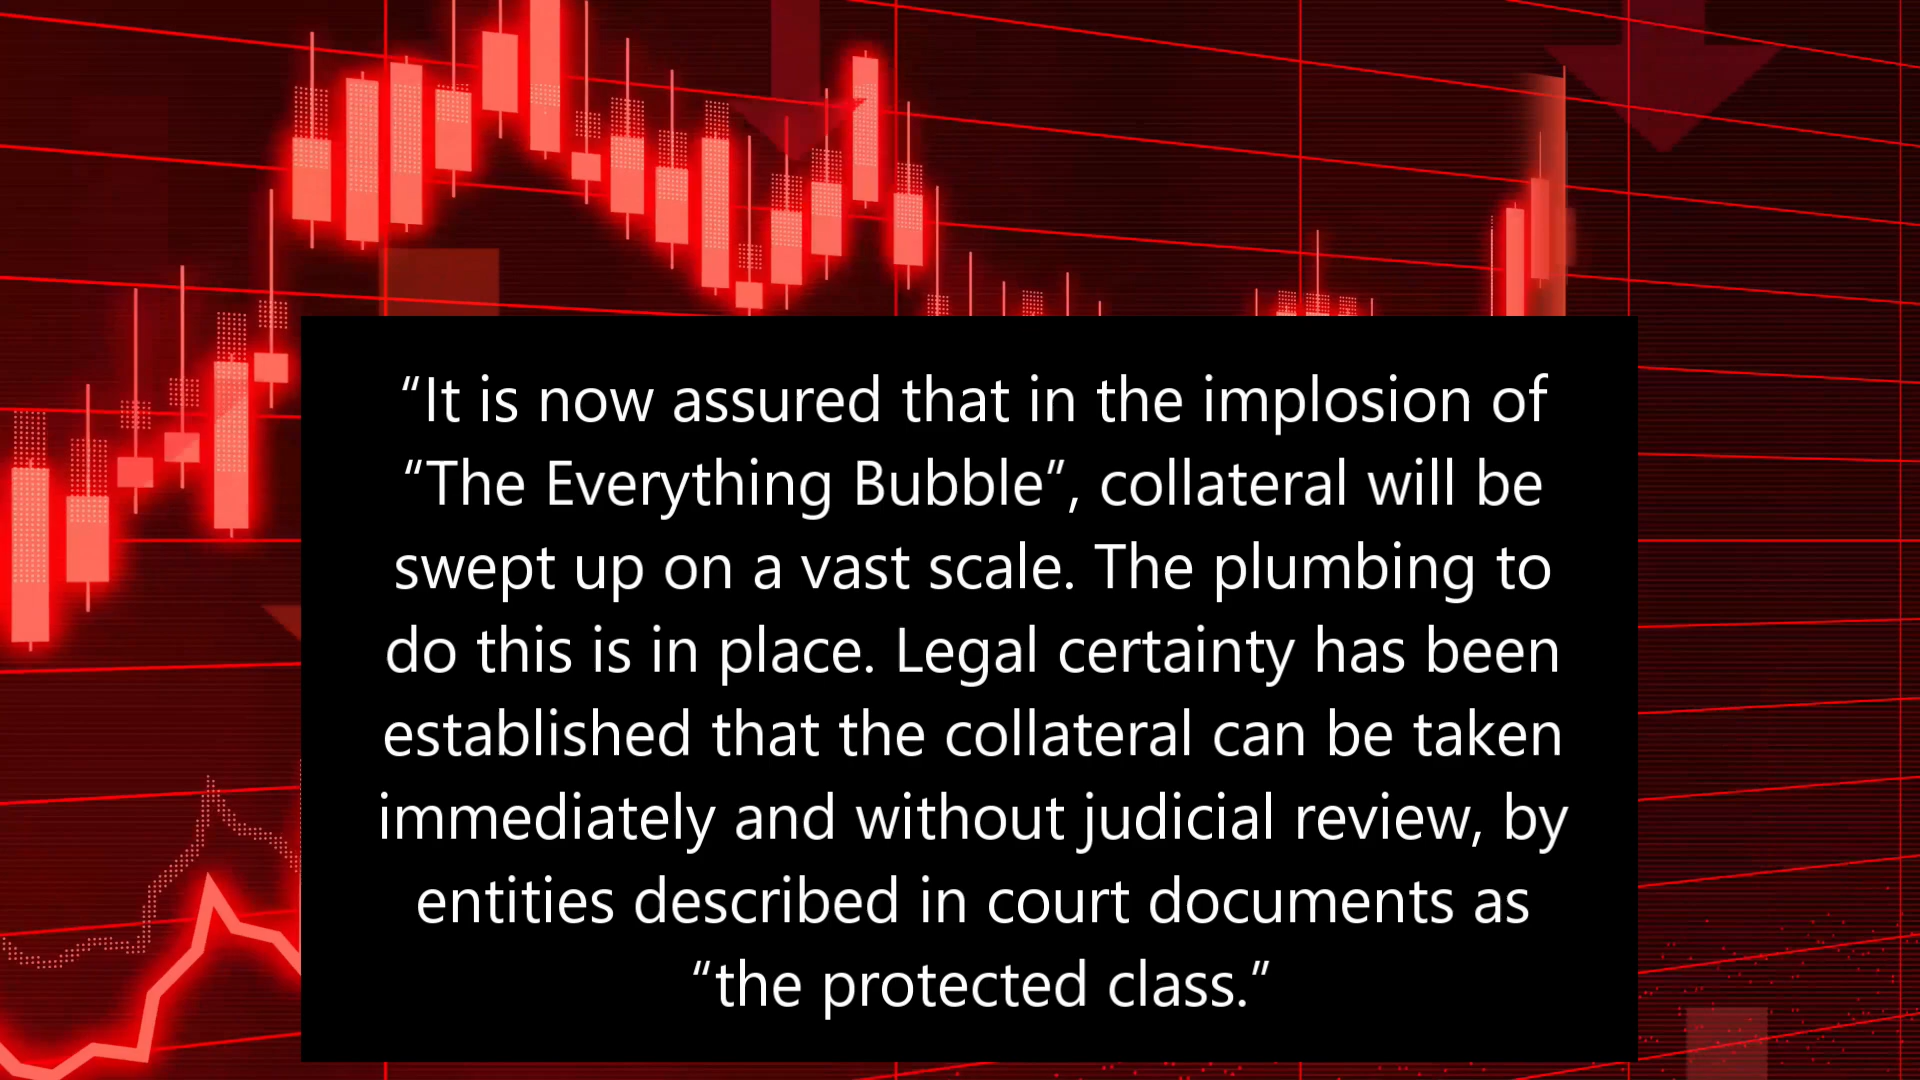 “It is now assured that in the implosion of
“The Everything Bubble”, collateral will be
swept up on a vast scale. The plumbing to
do this is in place. Legal certainty has been
established that the collateral can be taken
immediately and without judicial review, by
entities described in court documents as
“the protected class.”